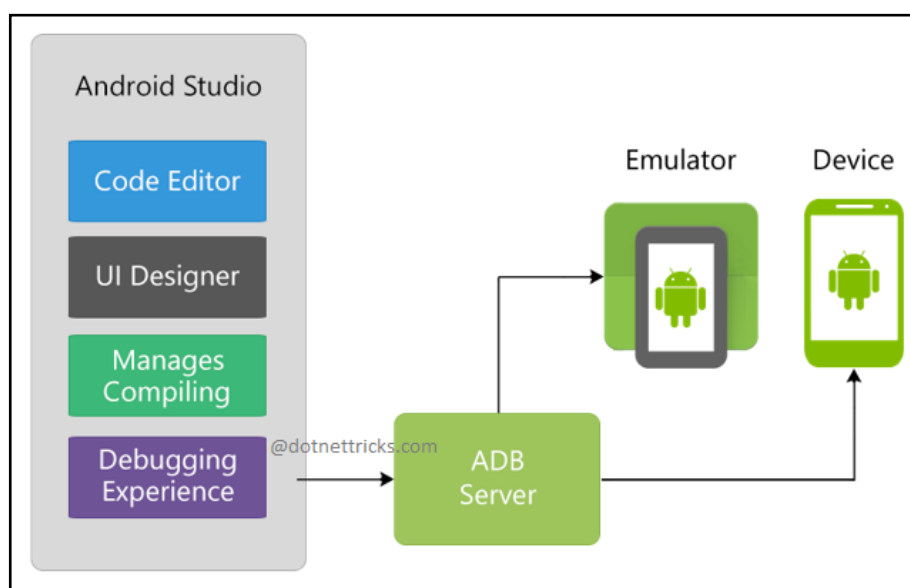 Android Studio
Code Editor
UI Designer
Manages
Compiling
Debugging
Experience
@dotnettricks.com
ADB
Server
Emulator
Device